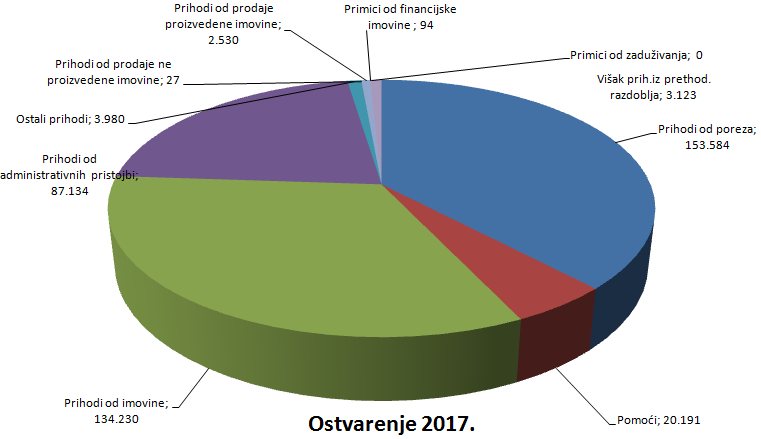 Prihodi od prodaje
proizvedene imovine;
2.530
Primici od financijske
imovine ; 94
Prihodi od prodaje ne
proizvedene imovine; 27
Primici od zaduživanja;  0
Višak prih.iz prethod.
razdoblja; 3.123
Ostali prihodi; 3.980
Prihodi od poreza;
153.584
Prihodi od
administrativnih pristojbi;
87.134
Prihodi od imovine;
134.230
Pomoći; 20.191
Ostvarenje 2017.